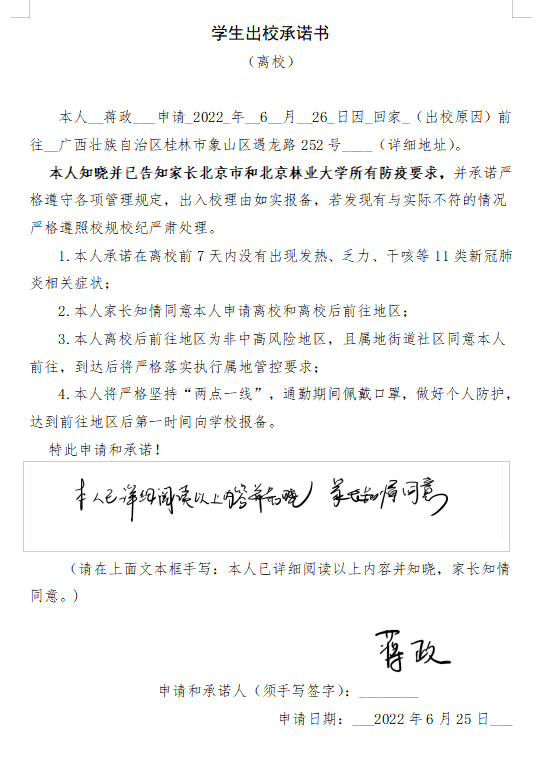 学生出校承诺书
（离校）
本人__蒋政___申请_2022_年__6__月__26_日因_回家_（出校原因）前
往__广西壮族自治区桂林市象山区遇龙路252号____（详细地址）。
本人知晓并已告知家长北京市和北京林业大学所有防疫要求，并承诺严
格遵守各项管理规定，出入校理由如实报备，若发现有与实际不符的情况
严格遵照校规校纪严肃处理。
1.本人承诺在离校前7天内没有出现发热、乏力、干咳等11类新冠肺
炎相关症状；
2.本人家长知情同意本人申请离校和离校后前往地区；
3.本人离校后前往地区为非中高风险地区，且属地街道社区同意本人
前往，到达后将严格落实执行属地管控要求；
4.本人将严格坚持“两点一线”，通勤期间佩戴口罩，做好个人防护，
达到前往地区后第一时间向学校报备。
特此申请和承诺！
本人已详细阅读以上内容并知晓，家长知情同意
（请在上面文本框手写：本人已详细阅读以上内容并知晓，家长知情
同意。）
蒋政
申请和承诺人（须手写签字）：________
申请日期：___2022年6月25日___